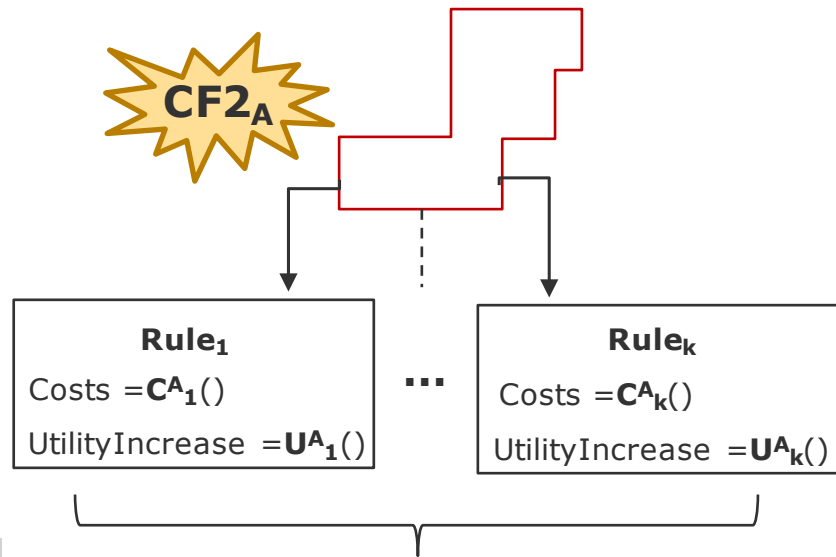 CF2A
Rule1
Costs =CA1()
UtilityIncrease =UA1()
...
Rulek
Costs =CAk()
UtilityIncrease =UAk()